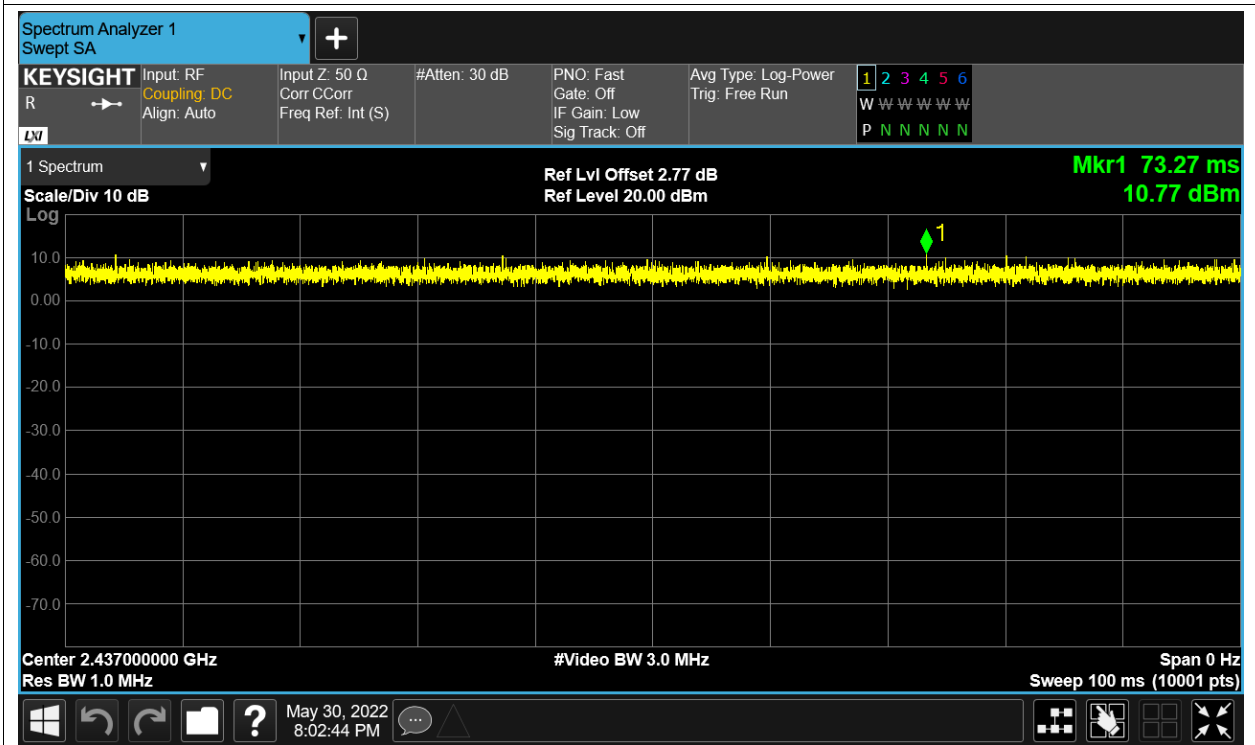 Spectrum Analyzer 1
Swept SA
KEYSIGHT
R
LXI
Input: RF
Coupling: DC
Align: Auto
Input Z: 50 Ω
Corr CCorr
Freq Ref: Int (S)
#Atten: 30 dB
PNO: Fast
Gate: Off
IF Gain: Low
Sig Track: Off
Avg Type: Log-Power
Trig: Free Run
1 2 3 4 5 6
W W W W W W
P N N N N N
1 Spectrum
Scale/Div 10 dB
Log
Ref Lvl Offset 2.77 dB
Ref Level 20.00 dBm
Mkr1 73.27 ms
10.77 dBm
1
10.0
0.00
-10.0
-20.0
-30.0
-40.0
-50.0
-60.0
-70.0
Center 2.437000000 GHz
Res BW 1.0 MHz
#Video BW 3.0 MHz
Span 0 Hz
Sweep 100 ms (10001 pts)
?
May 30, 2022
8:02:44 PM